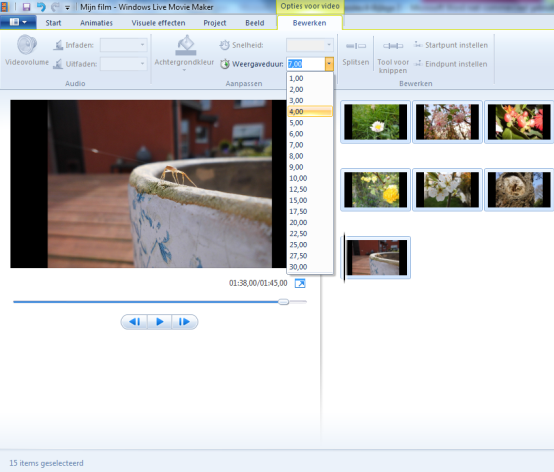 Mijn film - Windows Live Movie Maker
Opties voor video
Start Animaties Visuele effecten Project Beeld Bewerken
Infaden:
Uitfaden:
Videovolume
Audio
Achtergrondkleur
Snelheid:
Weergaveduur: 7,00
Aanpassen
Splitsen
Tool voor
knippen
Startpunt instellen
Eindpunt instellen
Bewerken
1,00
2,00
3,00
4,00
5,00
6,00
7,00
8,00
9,00
10,00
12,50
15,00
17,50
20,00
22,50
25,00
27,50
30,00
01:38,00/01:45,00
15 items geselecteerd